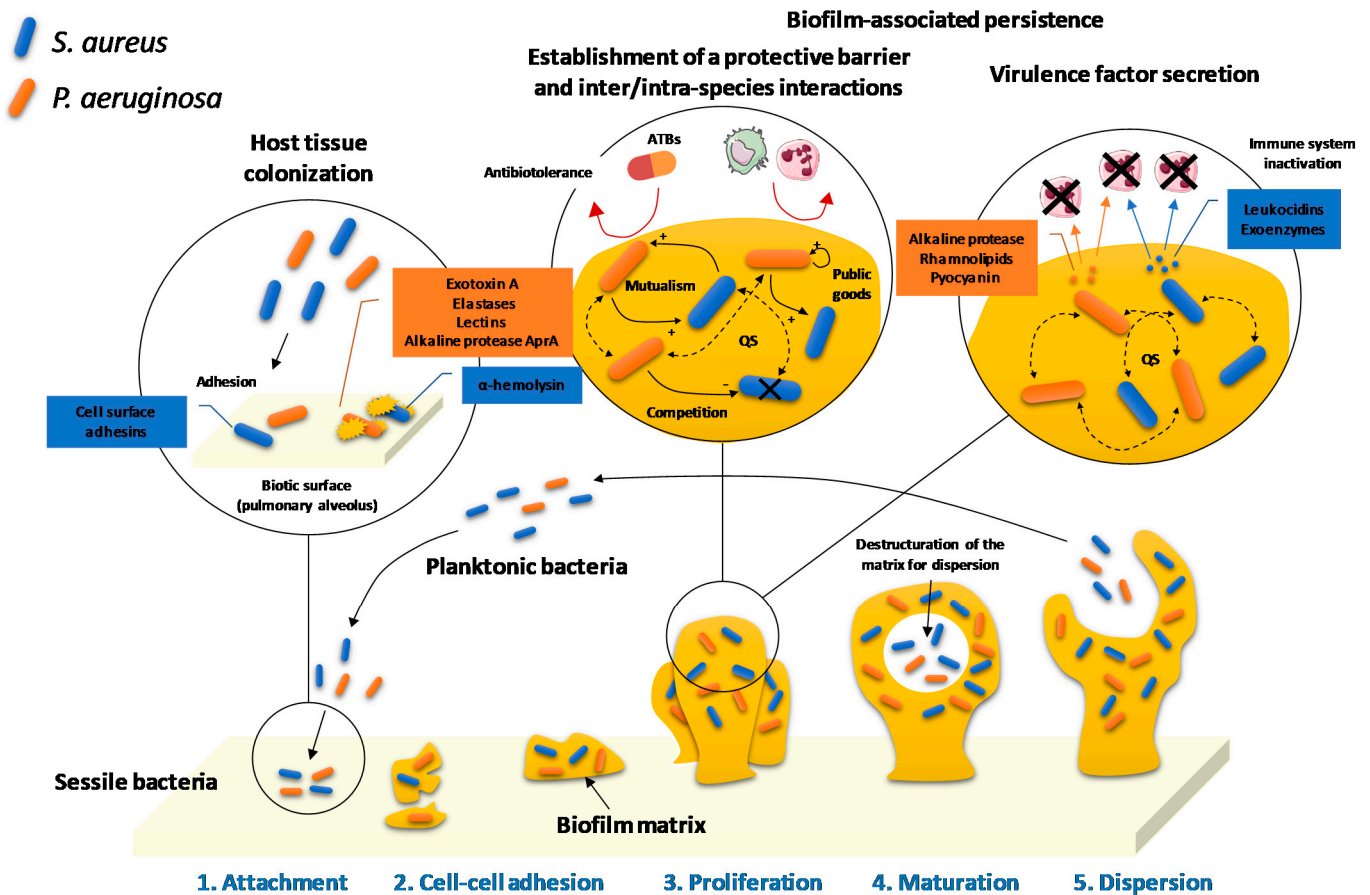 S. aureus
P. aeruginosa
Biofilm-associated persistence
Establishment of a protective barrier
and inter/intra-species interactions
Virulence factor secretion
Host tissue
colonization
Adhesion
Cell surface
adhesins
Exotoxin A
Elastases
Lectins
Alkaline protease AprA
α-hemolysin
Biotic surface
(pulmonary alveolus)
ATBs
Antibiotolerance
+
+
Mutualism
Public
goods
+
+
QS
-
Competition
Immune system
inactivation
Leukocidins
Exoenzymes
Alkaline protease
Rhamnolipids
Pyocyanin
QS
Planktonic bacteria
Destructuration of the
matrix for dispersion
Sessile bacteria
Biofilm matrix
1. Attachment
2. Cell-cell adhesion
3. Proliferation
4. Maturation
5. Dispersion